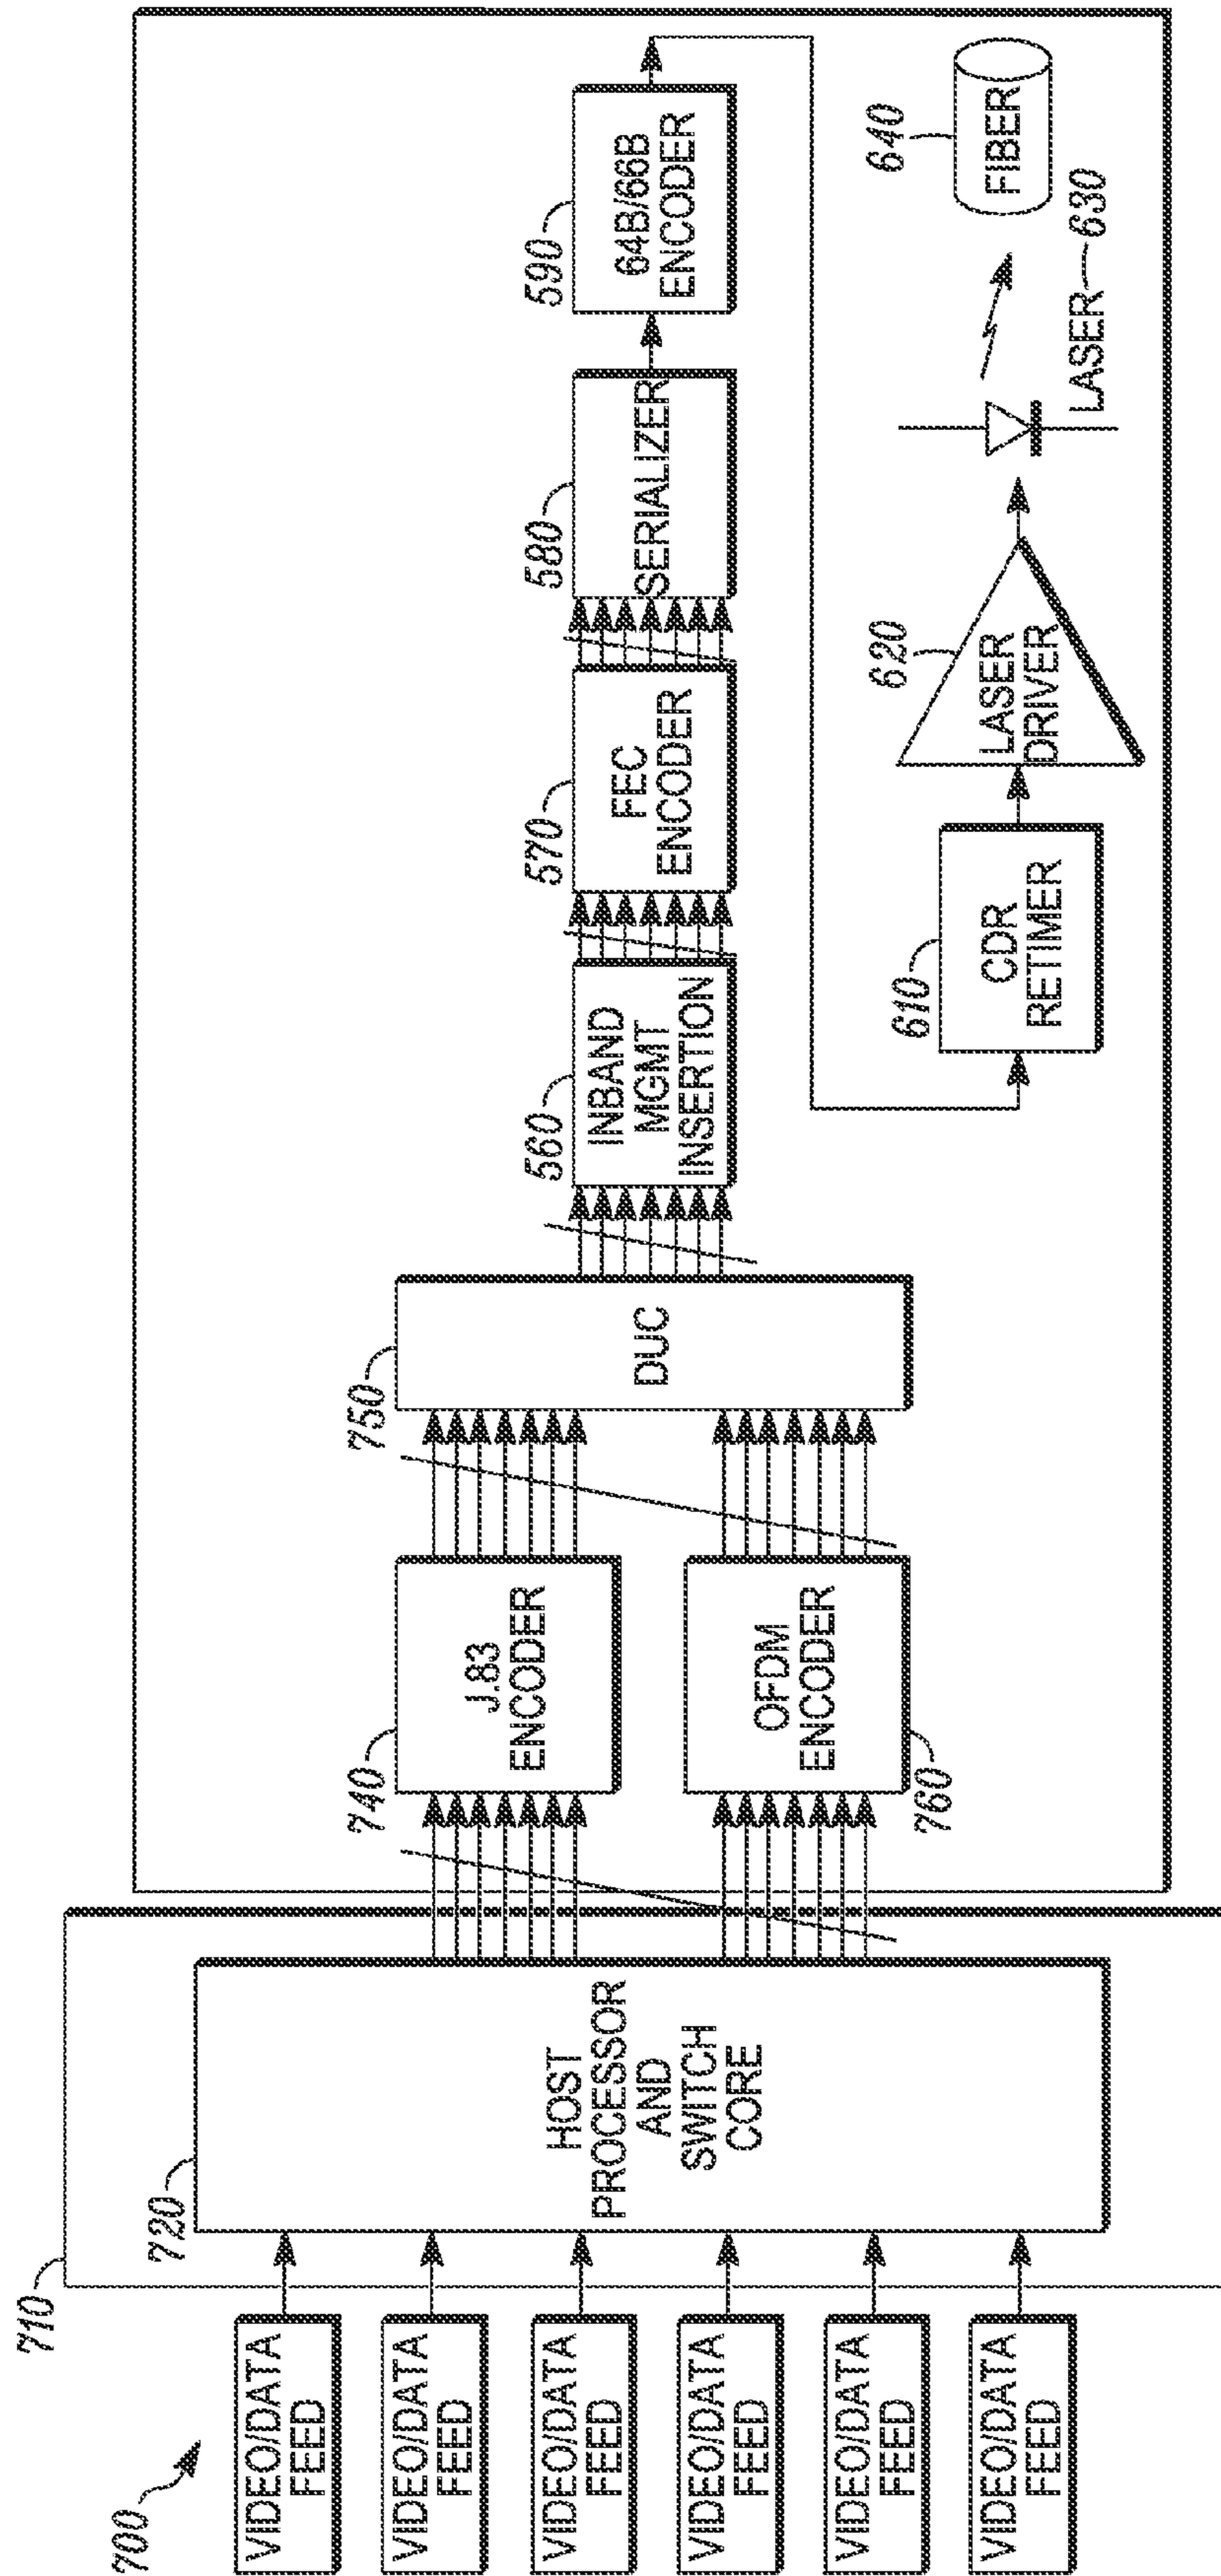 700
VIDEO/DATA
FEED
VIDEO/DATA
FEED
VIDEO/DATA
FEED
VIDEO/DATA
FEED
VIDEO/DATA
FEED
VIDEO/DATA
FEED
710
720
HOST
PROCESSOR
AND
SWITCH
CORE
740
J.83
ENCODER
760
OFDM
ENCODER
750
DUC
560
INBAND
MGMT
INSERTION
570
FEC
ENCODER
580
SERIALIZER
590
64B/66B
ENCODER
610
CDR
RETIMER
620
LASER
DRIVER
LASER 630
640
FIBER